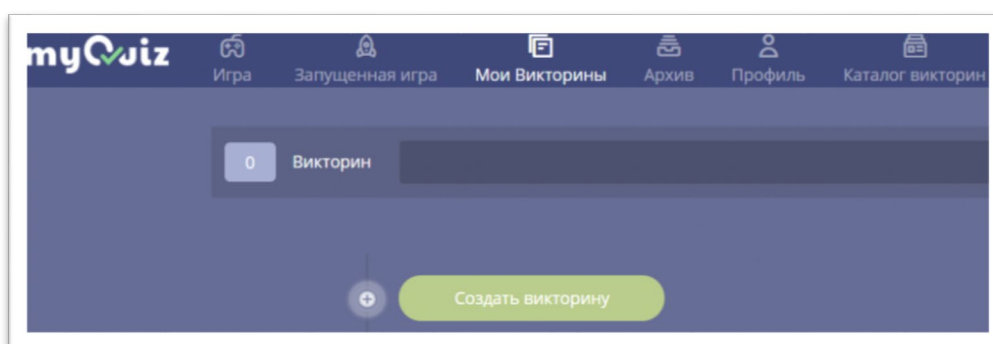 myQuiz
Игра Запущенная игра Мои Викторины Архив Профиль Каталог викторин
0 Викторин
Создать викторину